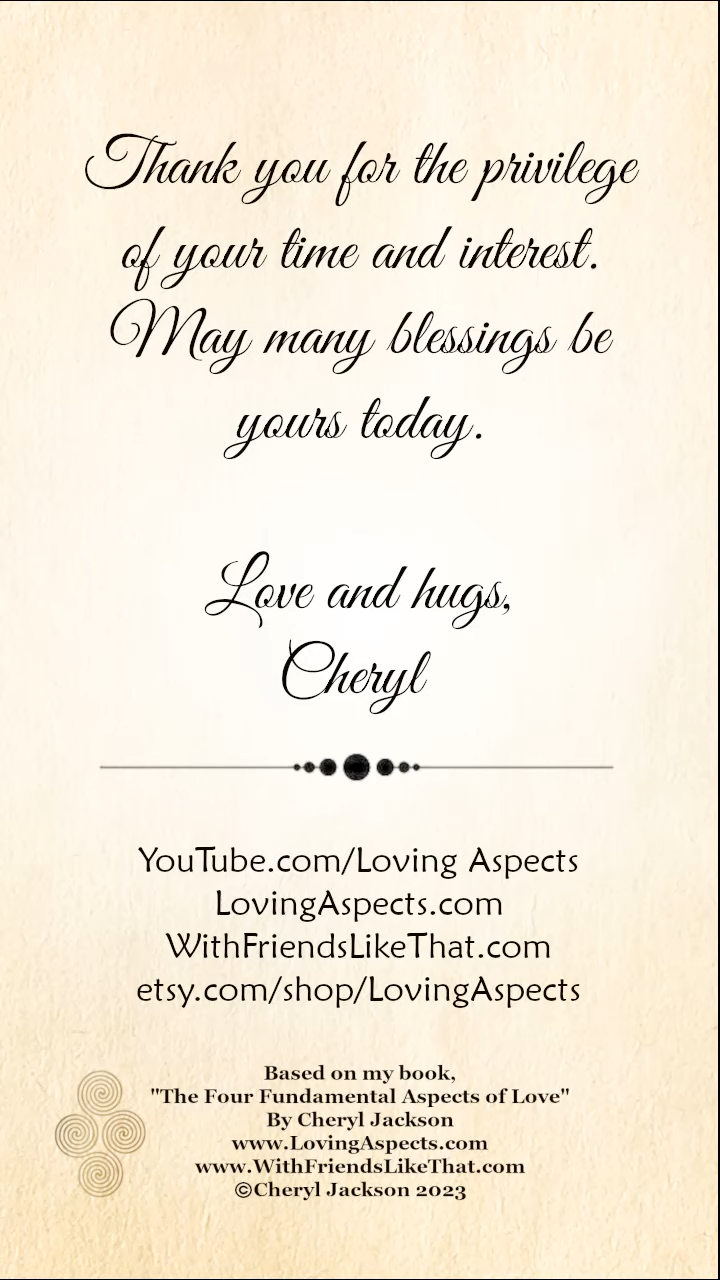 Thank you for the privilege
of your time and interest.
May many blessings be
yours today.
Love and hugs,
Cheryl
YouTube.com/Loving Aspects
LovingAspects.com
WithFriendsLikeThat.com
etsy.com/shop/LovingAspects
Based on my book,
"The Four Fundamental Aspects of Love"
By Cheryl Jackson
www.LovingAspects.com
www.WithFriendsLikeThat.com
©Cheryl Jackson 2023